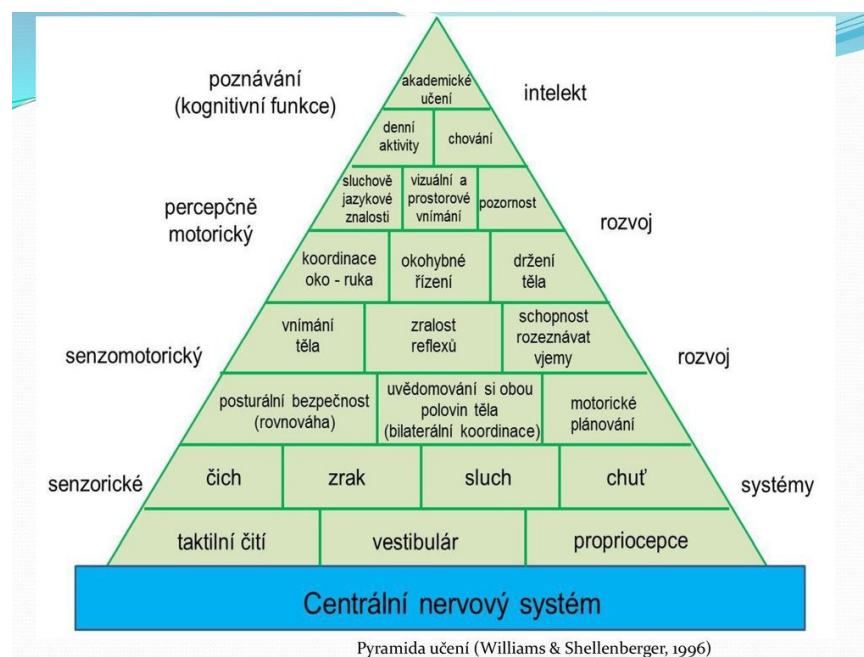 poznávání
(kognitivní funkce)
akademické
učení
intelekt
denní
aktivity
chování
percepčně
motorický
sluchově
jazykové
znalosti
vizuální a
prostorové
vnímání
pozornost
rozvoj
koordinace
oko - ruka
okohybné
řízení
držení
těla
senzomotorický
vnímání
těla
zralost
reflexů
schopnost
rozeznávat
vjemy
rozvoj
posturální bezpečnost
(rovnováha)
uvědomování si obou
polovin těla
(bilaterální koordinace)
motorické
plánování
senzorické
čich
zrak
sluch
chuť
systémy
taktilní čití
vestibulár
propriocepce
Centrální nervový systém
Pyramida učení (Williams & Shellenberger, 1996)